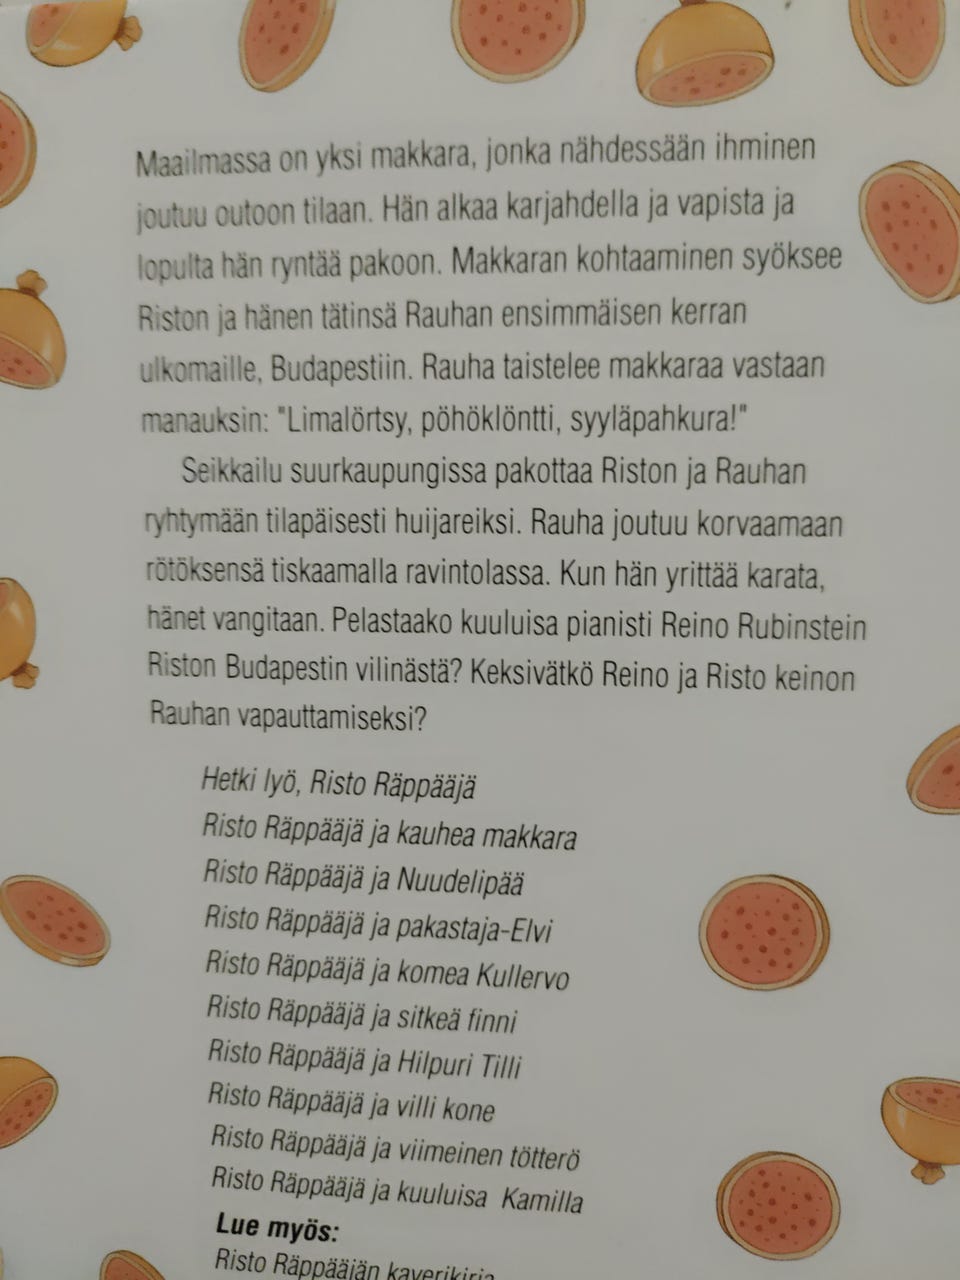 Maailmassa on yksi makkara, jonka nähdessään ihminen
joutuu outoon tilaan. Hän alkaa karjahdella ja vapista ja
lopulta hän ryntää pakoon. Makkaran kohtaaminen syöksee
Riston ja hänen tätinsä Rauhan ensimmäisen kerran
ulkomaille, Budapestiin. Rauha taistelee makkaraa vastaan
manauksin: "Limalörtsy, pöhöklöntti, syyläpahkura!"
Seikkailu suurkaupungissa pakottaa Riston ja Rauhan
ryhtymään tilapäisesti huijareiksi. Rauha joutuu korvaamaan
rötöksensä tiskaamalla ravintolassa. Kun hän yrittää karata,
hänet vangitaan. Pelastaako kuuluisa pianisti Reino Rubinstein
Riston Budapestin vilinästä? Keksivätkö Reino ja Risto keinon
Rauhan vapauttamiseksi?
Hetki lyö, Risto Räppääjä
Risto Räppääjä ja kauhea makkara
Risto Räppääjä ja Nuudelipää
Risto Räppääjä ja pakastaja-Elvi
Risto Räppääjä ja komea Kullervo
Risto Räppääjä ja sitkeä finni
Risto Räppääjä ja Hilpuri Tilli
Risto Räppääjä ja villi kone
Risto Räppääjä ja viimeinen tötterö
Risto Räppääjä ja kuuluisa Kamilla
Lue myös:
Risto Räppääjän kaverikirja